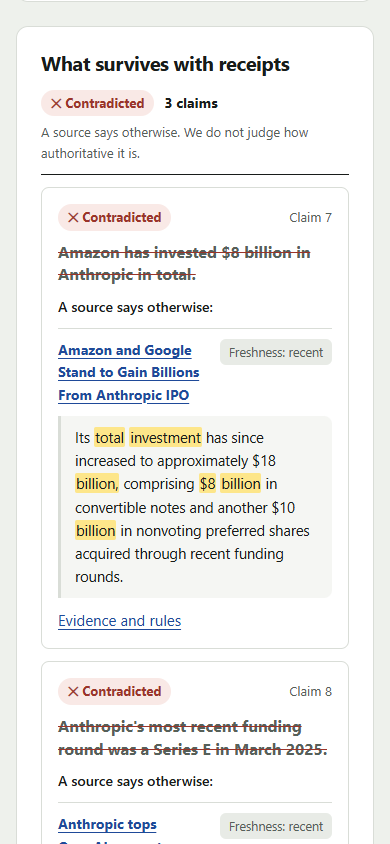 What survives with receipts
Contradicted 3 claims
A source says otherwise. We do not judge how
authoritative it is.
Contradicted Claim 7
Amazon has invested $8 billion in
Anthropic in total.
A source says otherwise:
Amazon and Google Freshness: recent
Stand to Gain Billions
From Anthropic IPO
Its total investment has since
increased to approximately $18
billion, comprising $8 billion in
convertible notes and another $10
billion in nonvoting preferred shares
acquired through recent funding
rounds.
Evidence and rules
Contradicted Claim 8
Anthropic's most recent funding
round was a Series E in March 2025.
A source says otherwise:
Anthropic tops Freshness: recent